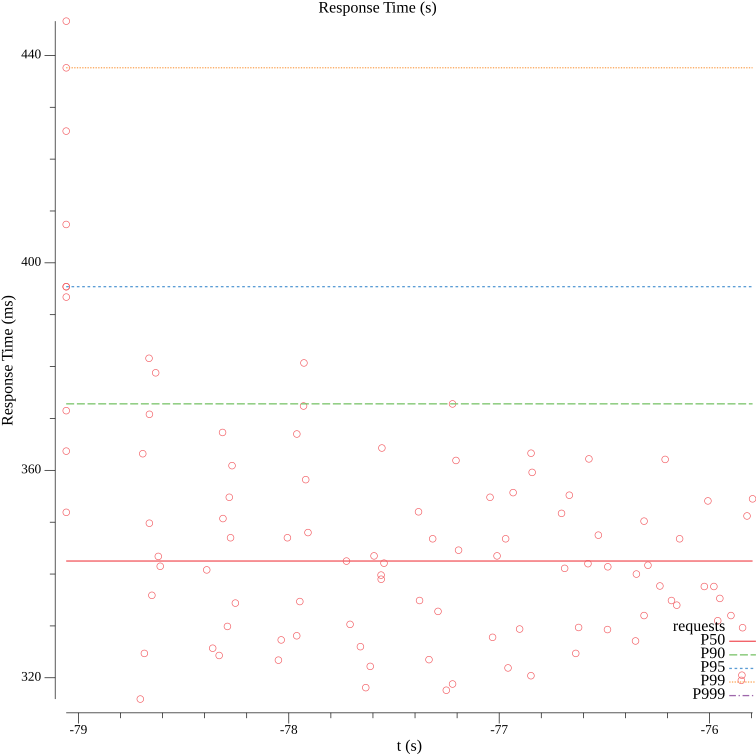 Response Time (s)
440
400
360
320
Response Time (ms)
-79
-78
-77
-76
t (s)
requests
P50
P90
P95
P99
P999